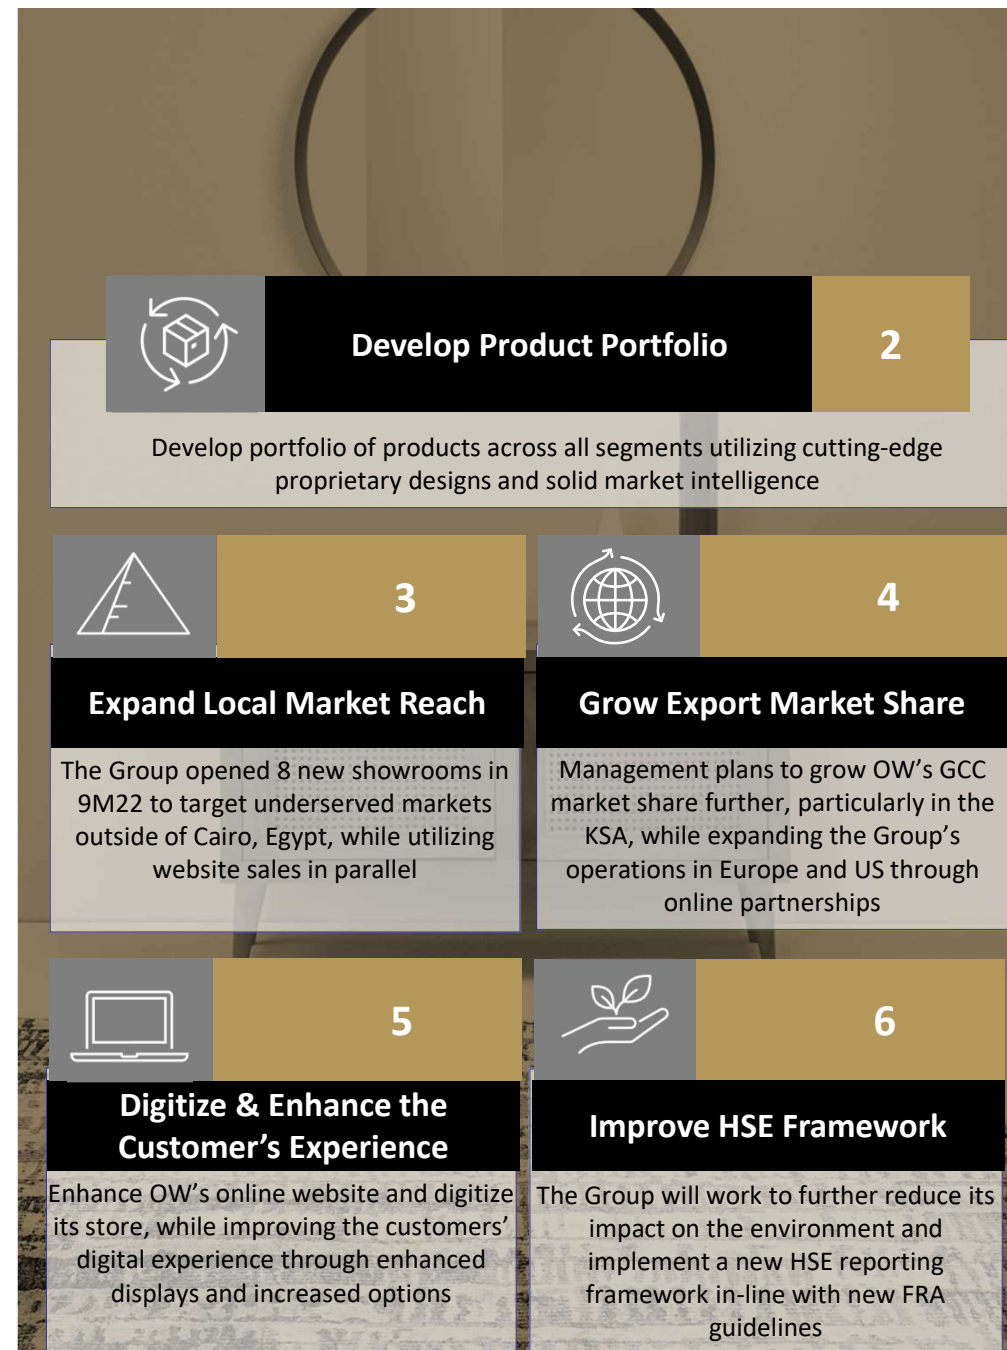 Develop Product Portfolio
2
Develop portfolio of products across all segments utilizing cutting-edge
proprietary designs and solid market intelligence
3
Expand Local Market Reach
The Group opened 8 new showrooms in
9M22 to target underserved markets
outside of Cairo, Egypt, while utilizing
website sales in parallel
4
Grow Export Market Share
Management plans to grow OW’s GCC
market share further, particularly in the
KSA, while expanding the Group’s
operations in Europe and US through
online partnerships
5
Digitize & Enhance the
Customer’s Experience
Enhance OW’s online website and digitize
its store, while improving the customers’
digital experience through enhanced
displays and increased options
6
Improve HSE Framework
The Group will work to further reduce its
impact on the environment and
implement a new HSE reporting
framework in-line with new FRA
guidelines